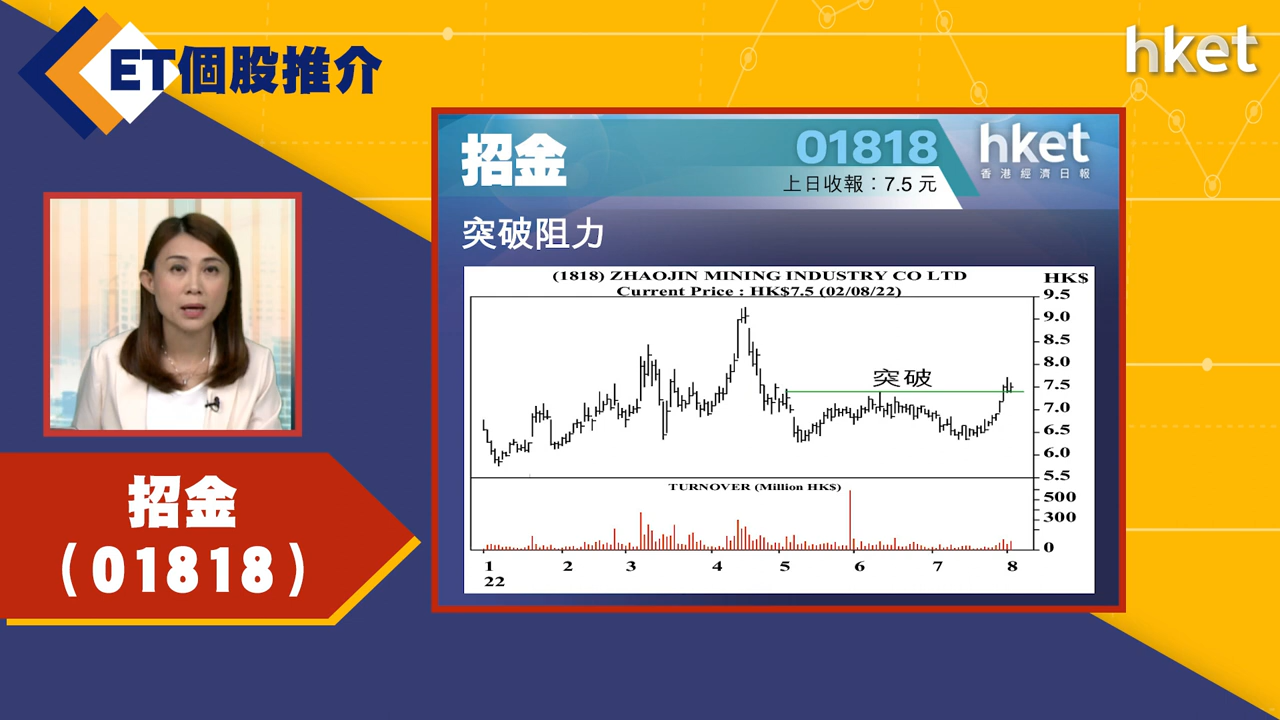 ET個股推介
hket
招金
01818
上日收報：7.5 元
hket
香港經濟日報
突破阻力
(1818) ZHAOJIN MINING INDUSTRY CO LTD
Current Price : HK$7.5 (02/08/22)
HK$
9.5
9.0
8.5
8.0
7.5
7.0
6.5
6.0
5.5
突破
TURNOVER (Million HK$)
500
300
0
1 2 3 4 5 6 7 8
22
招金
（01818）